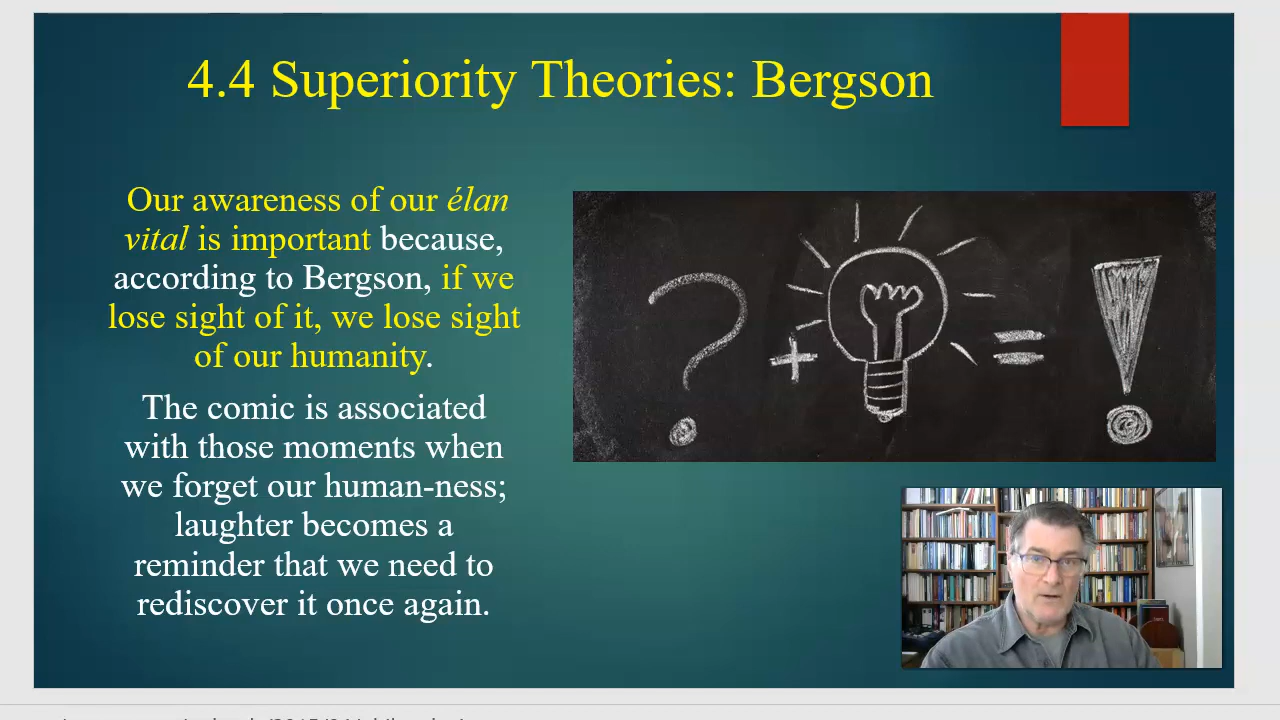 4.4 Superiority Theories: Bergson
Our awareness of our élan
vital is important because,
according to Bergson, if we
lose sight of it, we lose sight
of our humanity.
The comic is associated
with those moments when
we forget our human-ness;
laughter becomes a
reminder that we need to
rediscover it once again.
? + = !